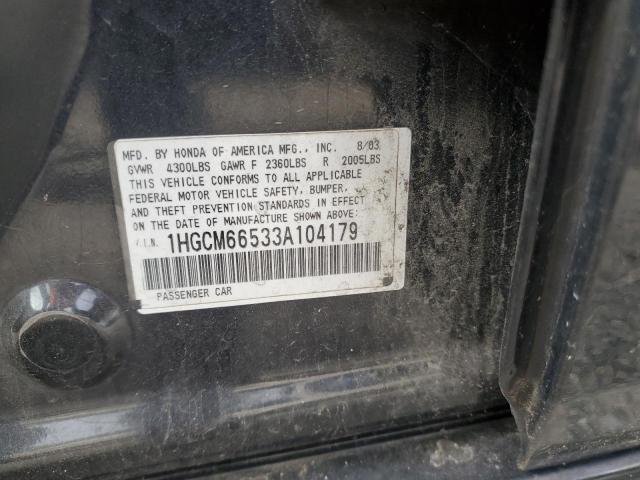 MFD. BY HONDA OF AMERICA MFG., INC. 8/03
GVWR 4300LBS GAWR F 2360LBS R 2005LBS
THIS VEHICLE CONFORMS TO ALL APPLICABLE
FEDERAL MOTOR VEHICLE SAFETY, BUMPER,
AND THEFT PREVENTION STANDARDS IN EFFECT
ON THE DATE OF MANUFACTURE SHOWN ABOVE:
V.I.N. 1HGCM66533A104179
PASSENGER CAR